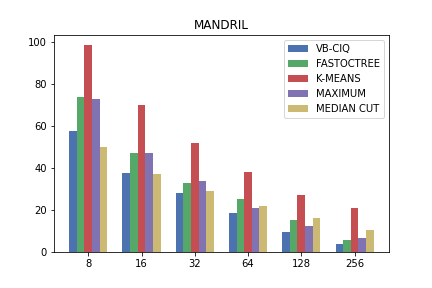 MANDRIL
100
80
60
40
20
0
8 16 32 64 128 256
VB-CIQ
FASTOCTREE
K-MEANS
MAXIMUM
MEDIAN CUT